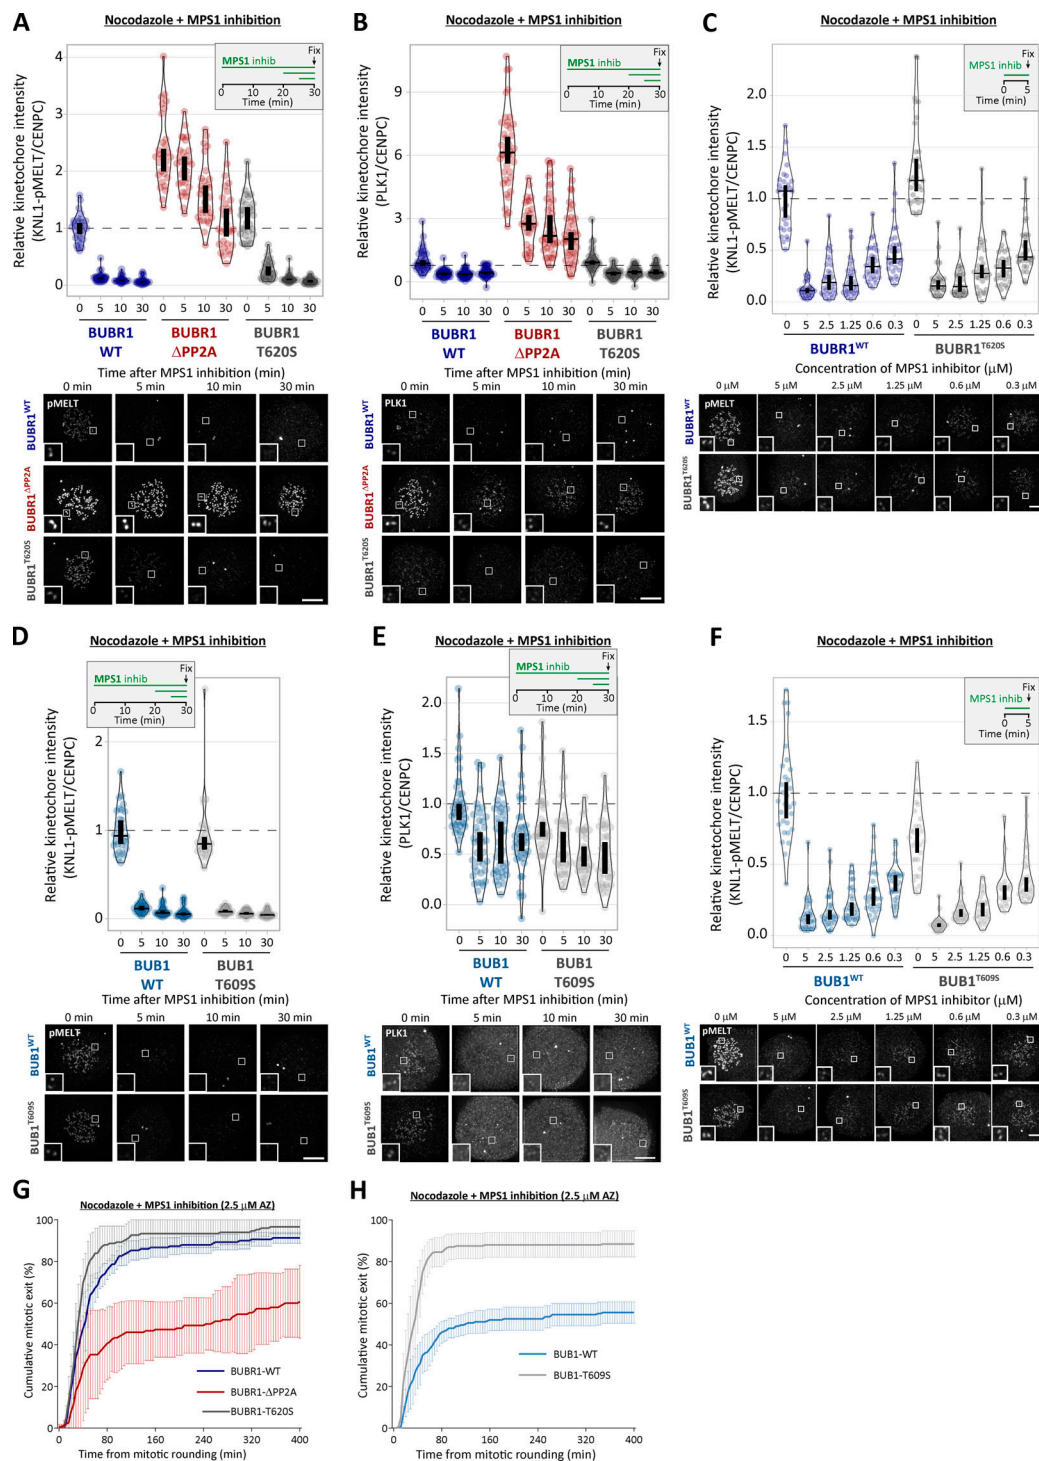 A
Nocodazole + MPS1 inhibition
Relative kinetochore intensity
(KNL1-pMELT/CENPC)
4
3
2
1
0
Fix
MPS1 inhib
0 10 20 30
Time (min)
0 5 10 30 0 5 10 30 0 5 10 30
BUBR1 BUBR1 BUBR1
WT ΔPP2A T620S
Time after MPS1 inhibition (min)
0 min 5 min 10 min 30 min
pMELT
BUBR1WT
BUBR1ΔPP2A
BUBR1T620S
B
Nocodazole + MPS1 inhibition
Relative kinetochore intensity
(PLK1/CENPC)
9
6
3
0
Fix
MPS1 inhib
0 10 20 30
Time (min)
0 5 10 30 0 5 10 30 0 5 10 30
BUBR1 BUBR1 BUBR1
WT ΔPP2A T620S
Time after MPS1 inhibition (min)
0 min 5 min 10 min 30 min
PLK1
BUBR1WT
BUBR1ΔPP2A
BUBR1T620S
C
Nocodazole + MPS1 inhibition
Relative kinetochore intensity
(KNL1-pMELT/CENPC)
2.0
1.5
1.0
0.5
0.0
Fix
MPS1 inhib
0 5
Time (min)
0 5 2.5 1.25 0.6 0.3 0 5 2.5 1.25 0.6 0.3
BUBR1WT BUBR1T620S
Concentration of MPS1 inhibitor (μM)
0 μM 5 μM 2.5 μM 1.25 μM 0.6 μM 0.3 μM
pMELT
BUBR1WT
BUBR1T620S
D
Nocodazole + MPS1 inhibition
Relative kinetochore intensity
(KNL1-pMELT/CENPC)
2
1
0
Fix
MPS1 inhib
0 10 20 30
Time (min)
0 5 10 30 0 5 10 30
BUB1 BUB1
WT T609S
Time after MPS1 inhibition (min)
0 min 5 min 10 min 30 min
pMELT
BUB1WT
BUB1T609S
E
Nocodazole + MPS1 inhibition
Relative kinetochore intensity
(PLK1/CENPC)
2.0
1.5
1.0
0.5
0.0
Fix
MPS1 inhib
0 10 20 30
Time (min)
0 5 10 30 0 5 10 30
BUB1 BUB1
WT T609S
Time after MPS1 inhibition (min)
0 min 5 min 10 min 30 min
PLK1
BUB1WT
BUB1T609S
F
Nocodazole + MPS1 inhibition
Relative kinetochore intensity
(KNL1-pMELT/CENPC)
1.5
1.0
0.5
0.0
Fix
MPS1 inhib
0 5
Time (min)
0 5 2.5 1.25 0.6 0.3 0 5 2.5 1.25 0.6 0.3
BUB1WT BUB1T609S
Concentration of MPS1 inhibitor (μM)
0 μM 5 μM 2.5 μM 1.25 μM 0.6 μM 0.3 μM
pMELT
BUB1WT
BUB1T609S
G
Nocodazole + MPS1 inhibition (2.5 μM AZ)
Cumulative mitotic exit (%)
100
80
60
40
20
0
BUBR1-WT
BUBR1-ΔPP2A
BUBR1-T620S
0 80 160 240 320 400
Time from mitotic rounding (min)
H
Nocodazole + MPS1 inhibition (2.5 μM AZ)
Cumulative mitotic exit (%)
100
80
60
40
20
0
BUB1-WT
BUB1-T609S
0 80 160 240 320 400
Time from mitotic rounding (min)